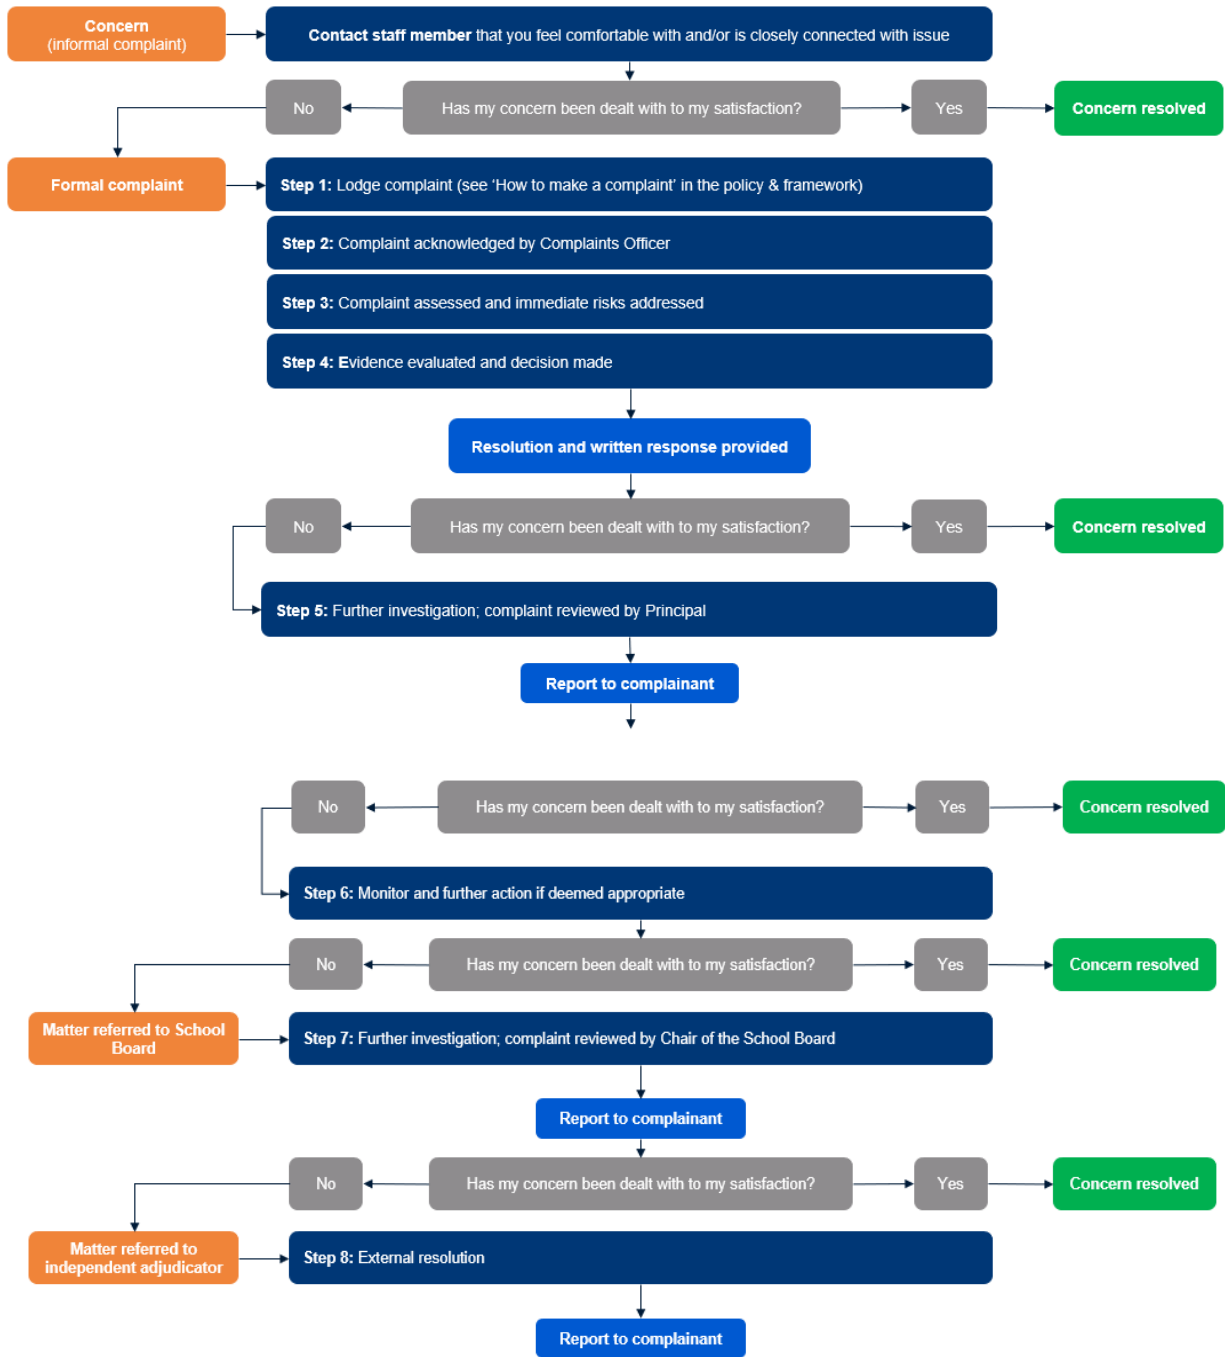 Concern
(informal complaint)
Contact staff member that you feel comfortable with and/or is closely connected with issue
No
Has my concern been dealt with to my satisfaction?
Yes
Concern resolved
Formal complaint
Step 1: Lodge complaint (see ‘How to make a complaint’ in the policy & framework)
Step 2: Complaint acknowledged by Complaints Officer
Step 3: Complaint assessed and immediate risks addressed
Step 4: Evidence evaluated and decision made
Resolution and written response provided
No
Has my concern been dealt with to my satisfaction?
Yes
Concern resolved
Step 5: Further investigation; complaint reviewed by Principal
Report to complainant
No
Has my concern been dealt with to my satisfaction?
Yes
Concern resolved
Step 6: Monitor and further action if deemed appropriate
No
Has my concern been dealt with to my satisfaction?
Yes
Concern resolved
Matter referred to School
Board
Step 7: Further investigation; complaint reviewed by Chair of the School Board
Report to complainant
No
Has my concern been dealt with to my satisfaction?
Yes
Concern resolved
Matter referred to
independent adjudicator
Step 8: External resolution
Report to complainant